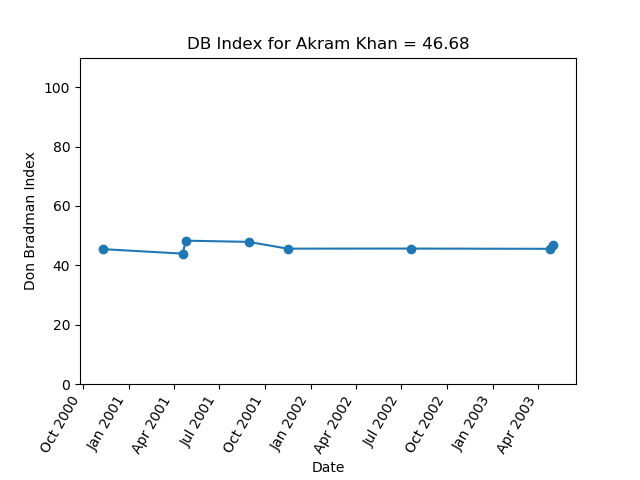 DB Index for Akram Khan = 46.68
Don Bradman Index
100
80
60
40
20
0
Oct 2000
Jan 2001
Apr 2001
Jul 2001
Oct 2001
Jan 2002
Apr 2002
Jul 2002
Oct 2002
Jan 2003
Apr 2003
Date